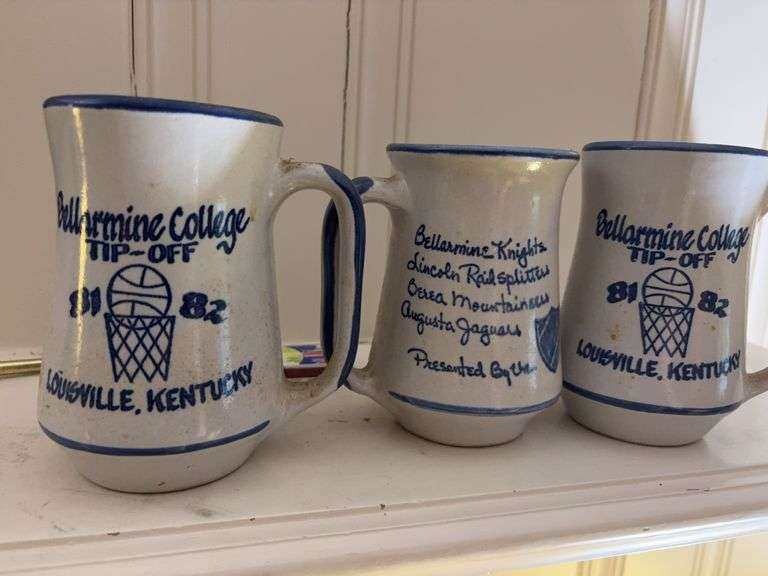 Bellarmine College
TIP-OFF
81 82
LOUISVILLE, KENTUCKY
Bellarmine Knights
Lincoln Railsplitters
Berea Mountaineers
Augusta Jaguars
Presented By
Bellarmine College
TIP-OFF
81 82
LOUISVILLE, KENTUCKY